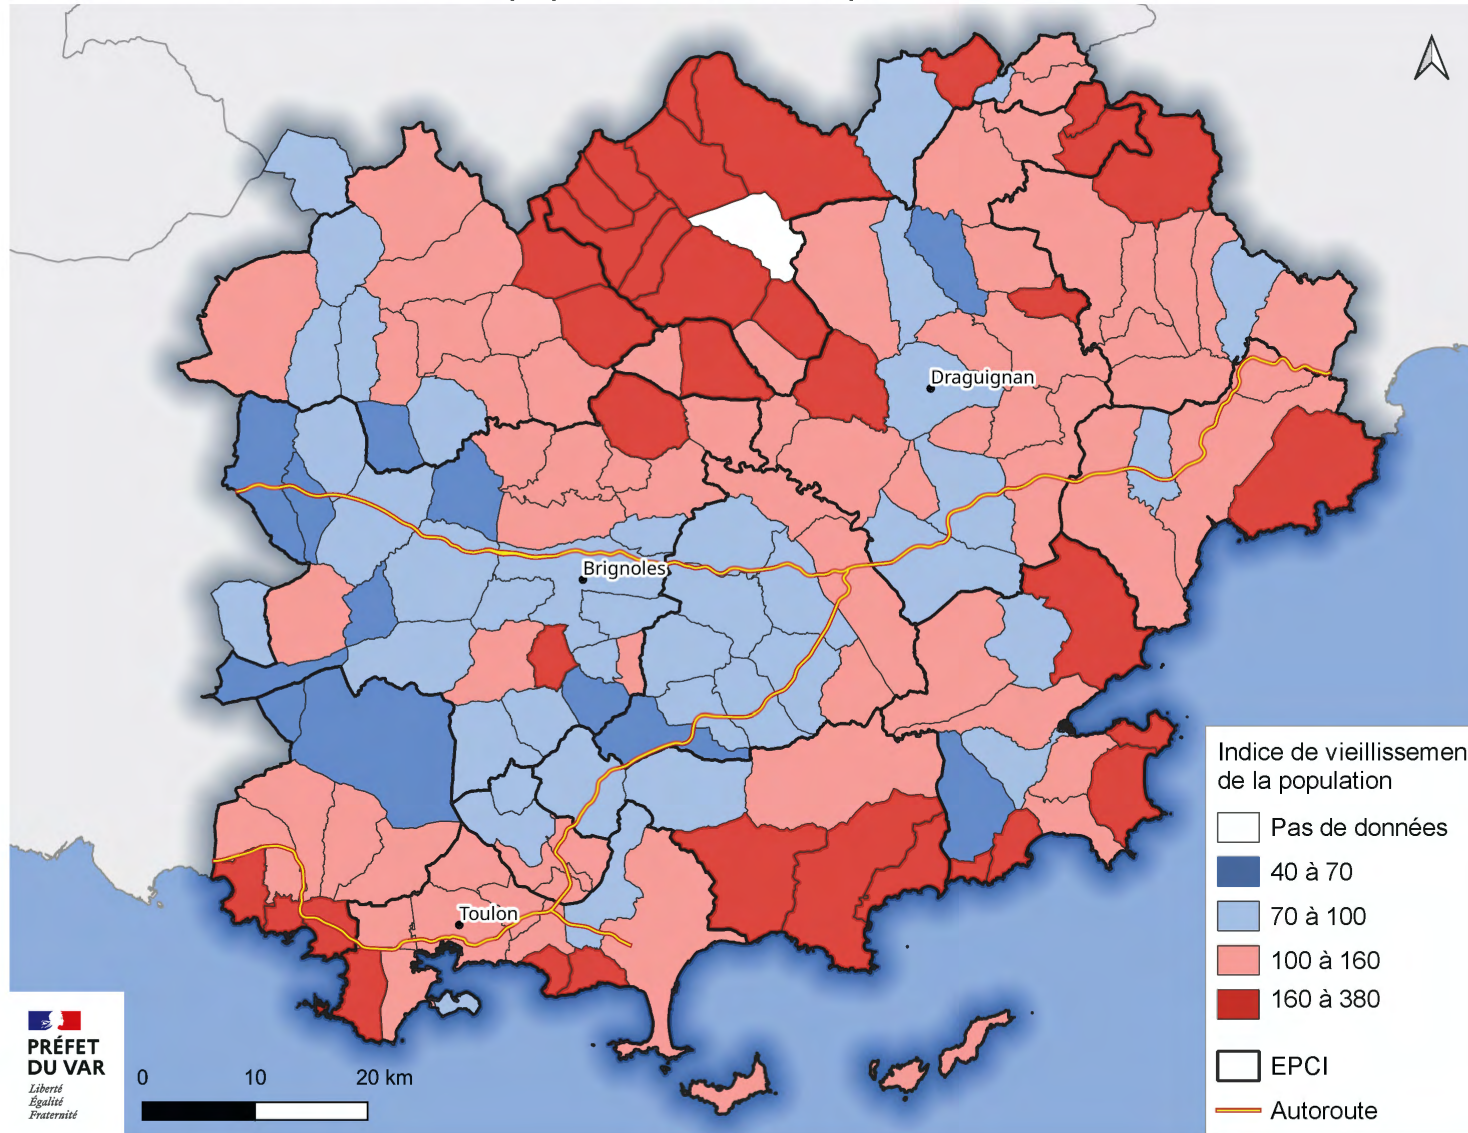 Draguignan
Brignoles
Toulon
Indice de vieillissemen
de la population
Pas de données
40 à 70
70 à 100
100 à 160
160 à 380
EPCI
Autoroute
PRÉFET
DU VAR
Liberté
Égalité
Fraternité
0 10 20 km